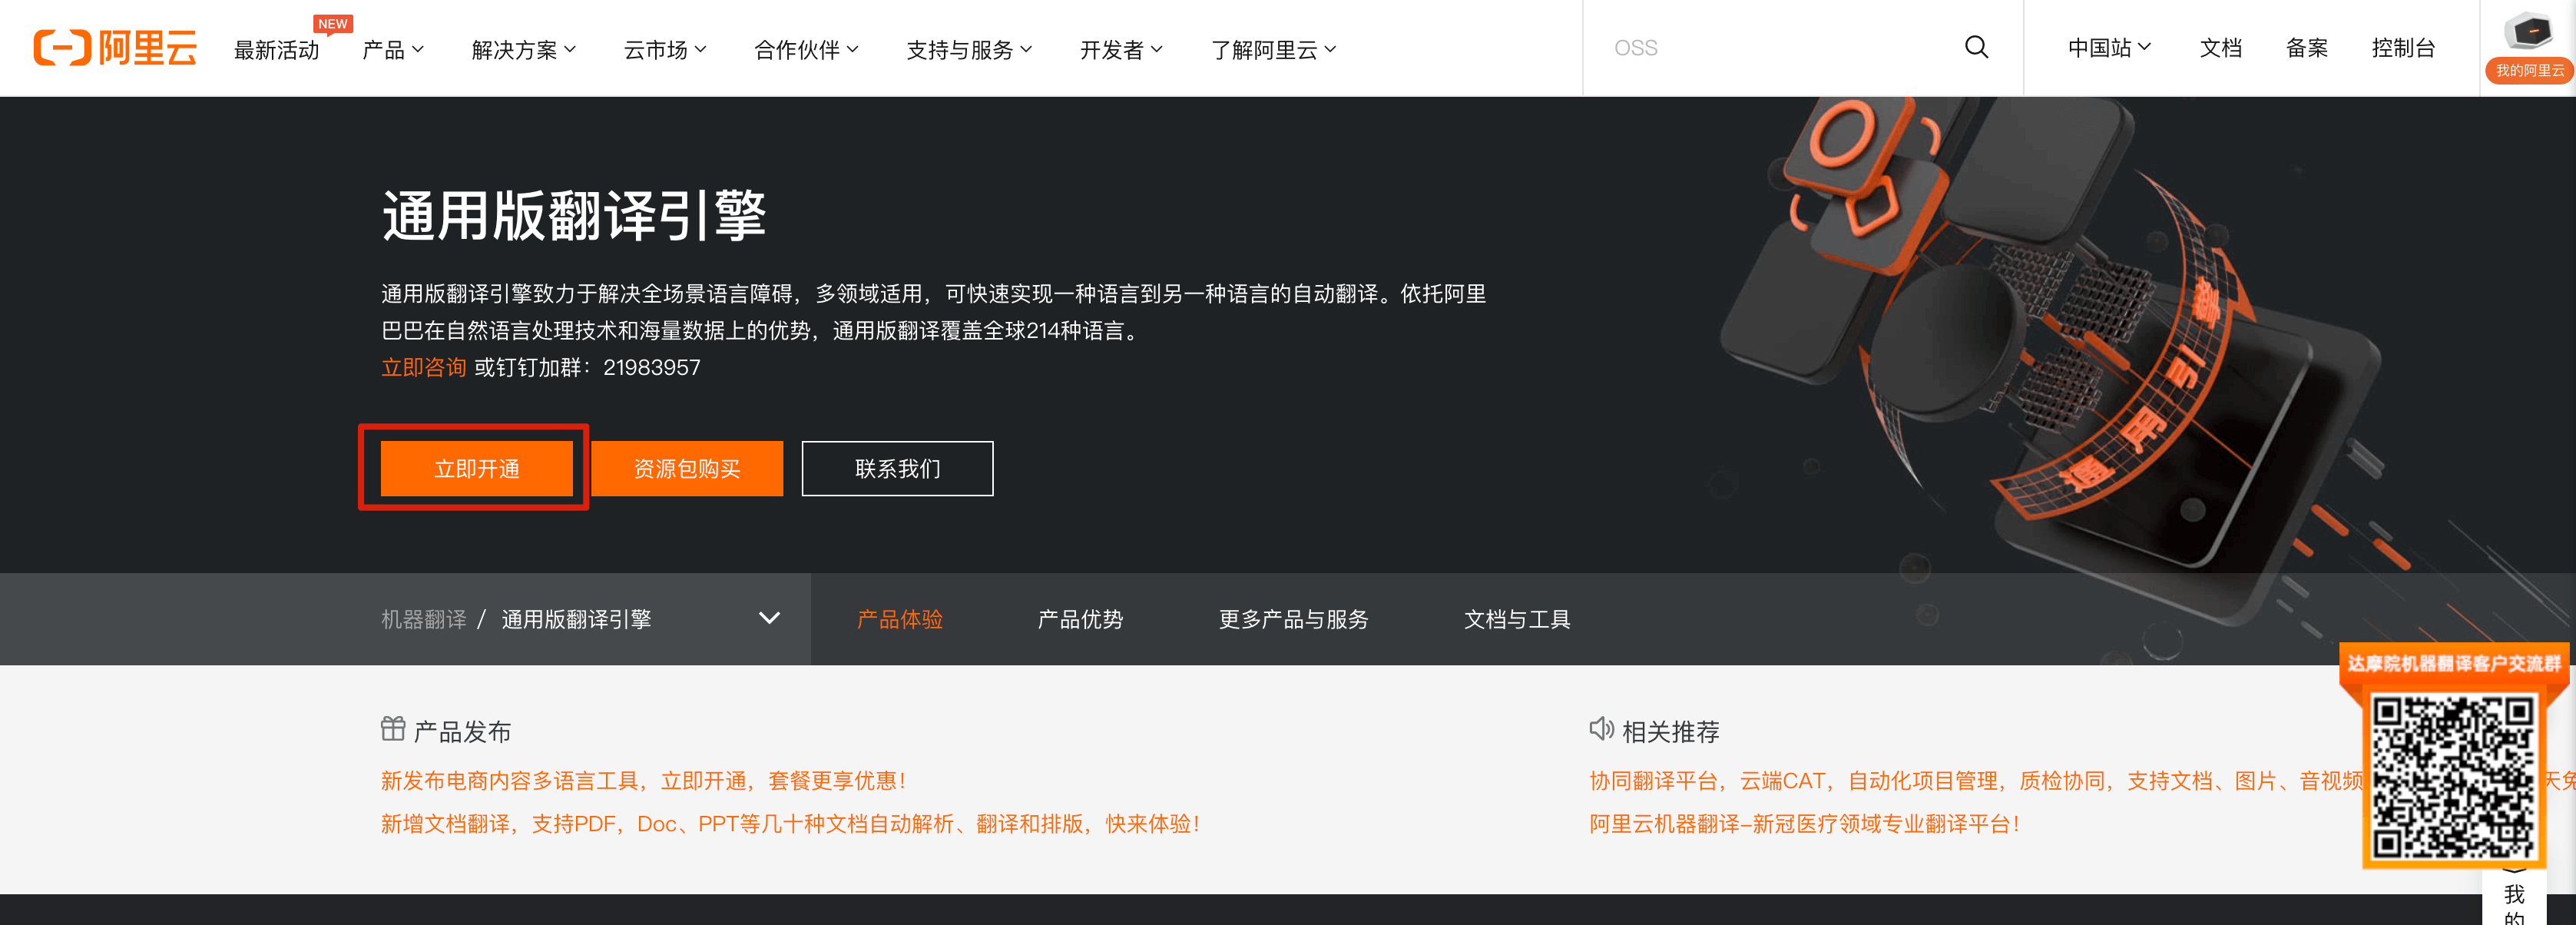 阿里云
最新活动
NEW
产品
解决方案
云市场
合作伙伴
支持与服务
开发者
了解阿里云
OSS
中国站
文档
备案
控制台
我的阿里云
通用版翻译引擎
通用版翻译引擎致力于解决全场景语言障碍，多领域适用，可快速实现一种语言到另一种语言的自动翻译。依托阿里
巴巴在自然语言处理技术和海量数据上的优势，通用版翻译覆盖全球214种语言。
立即咨询 或钉钉加群：21983957
立即开通
资源包购买
联系我们
通用引擎
机器翻译 / 通用版翻译引擎
产品体验
产品优势
更多产品与服务
文档与工具
达摩院机器翻译客户交流群
产品发布
新发布电商内容多语言工具，立即开通，套餐更享优惠！
新增文档翻译，支持PDF，Doc、PPT等几十种文档自动解析、翻译和排版，快来体验！
相关推荐
协同翻译平台，云端CAT，自动化项目管理，质检协同，支持文档、图片、音视频
天免
阿里云机器翻译-新冠医疗领域专业翻译平台！
我的